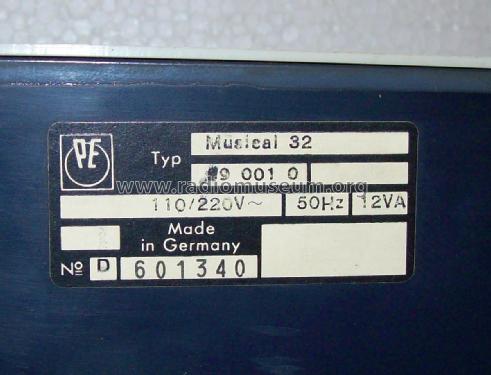 PE
Typ Musical 32
9 001 0
www.radiomuseum.org
110/220V~ 50Hz 12VA
Made
in Germany
№ D 601340